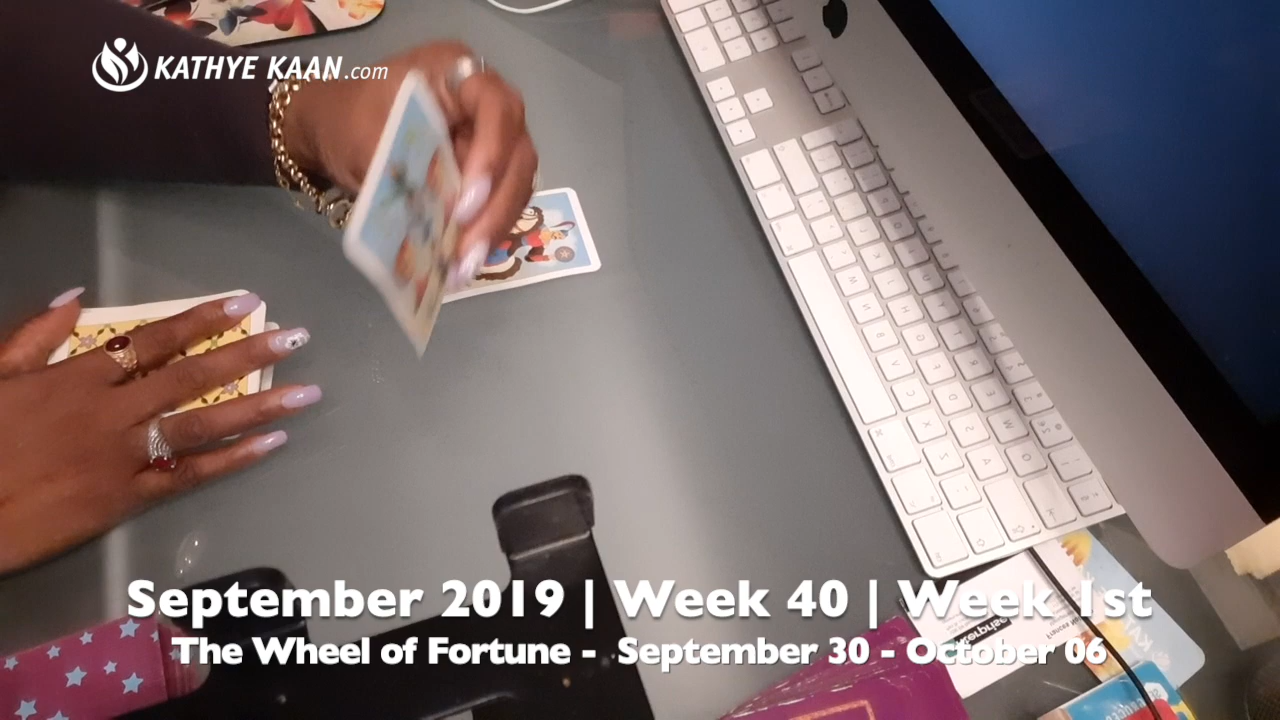 KATHYE KAAN.com
September 2019 | Week 40 | Week 1st
The Wheel of Fortune - September 30 - October 06